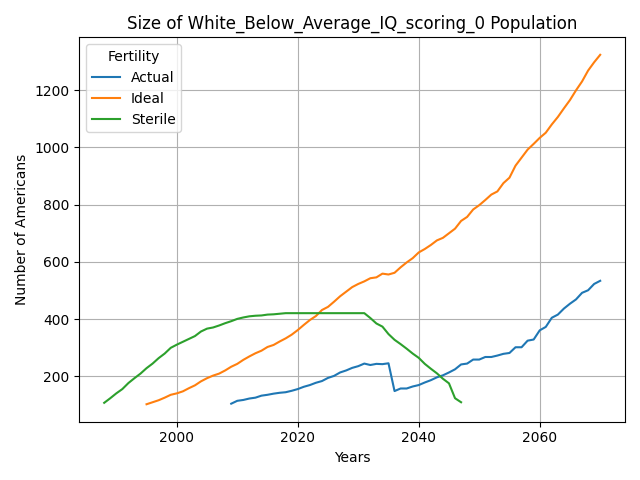 Size of White_Below_Average_IQ_scoring_0 Population
Fertility
Actual
Ideal
Sterile
Number of Americans
1200
1000
800
600
400
200
2000
2020
2040
2060
Years